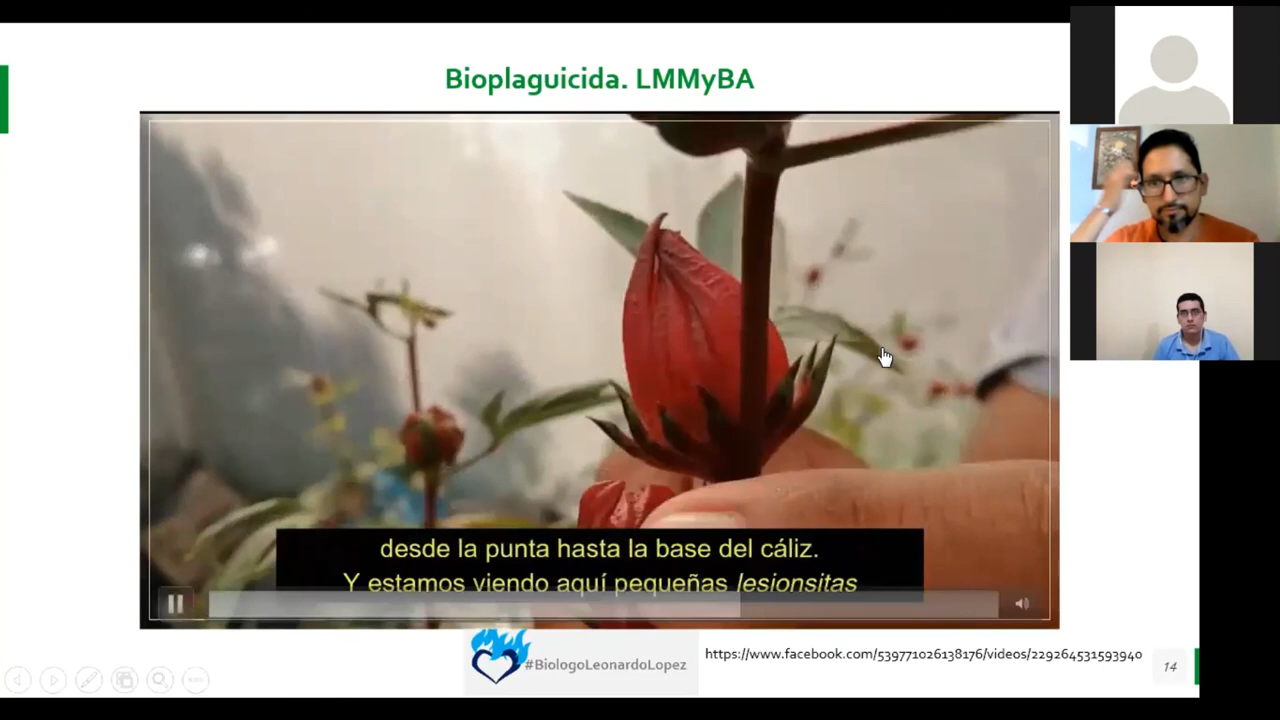 Bioplaguicida. LMMyBA
desde la punta hasta la base del cáliz.
Y estamos viendo aquí pequeñas lesionsitas
#BiologoLeonardoLopez
https://www.facebook.com/539771026138176/videos/229264531593940
14